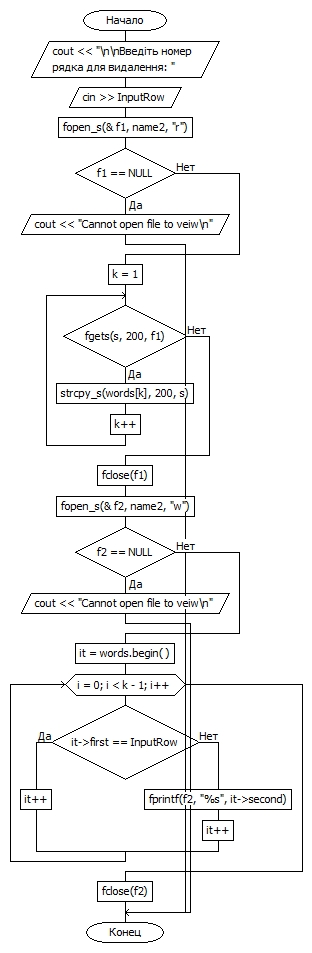 Начало
cout << "\n\nВведіть номер
рядка для видалення: "
cin >> InputRow
fopen_s(& f1, name2, "r")
f1 == NULL
Нет
Да
cout << "Cannot open file to veiw\n"
k = 1
fgets(s, 200, f1)
Нет
Да
strcpy_s(words[k], 200, s)
k++
fclose(f1)
fopen_s(& f2, name2, "w")
f2 == NULL
Нет
Да
cout << "Cannot open file to veiw\n"
it = words.begin( )
i = 0; i < k - 1; i++
Да
it->first == InputRow
Нет
it++
fprintf(f2, "%s", it->second)
it++
fclose(f2)
Конец